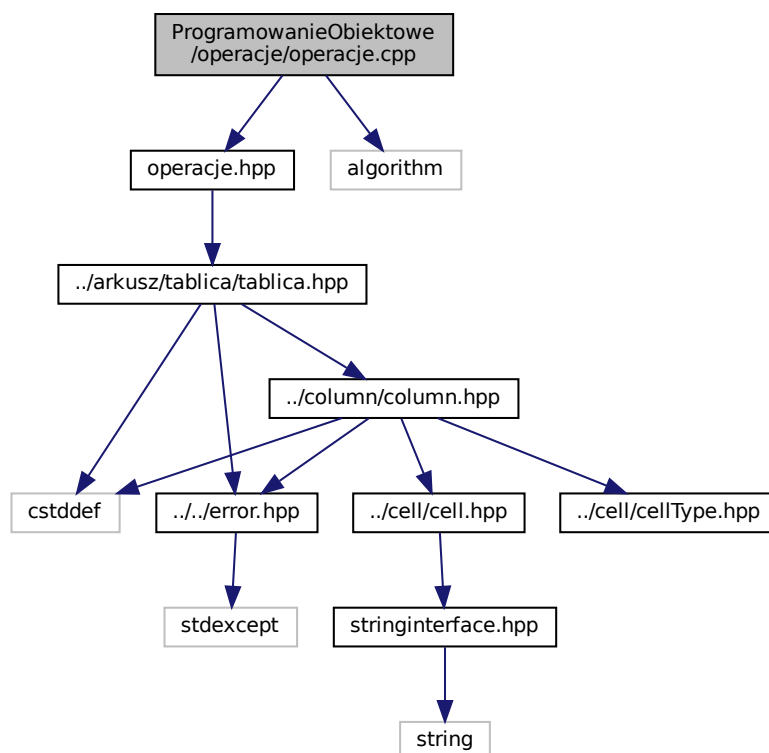 ProgramowanieObiektowe
/operacje/operacje.cpp
operacje.hpp
algorithm
../arkusz/tablica/tablica.hpp
../column/column.hpp
cstddef
../../error.hpp
../cell/cell.hpp
../cell/cellType.hpp
stdexcept
stringinterface.hpp
string